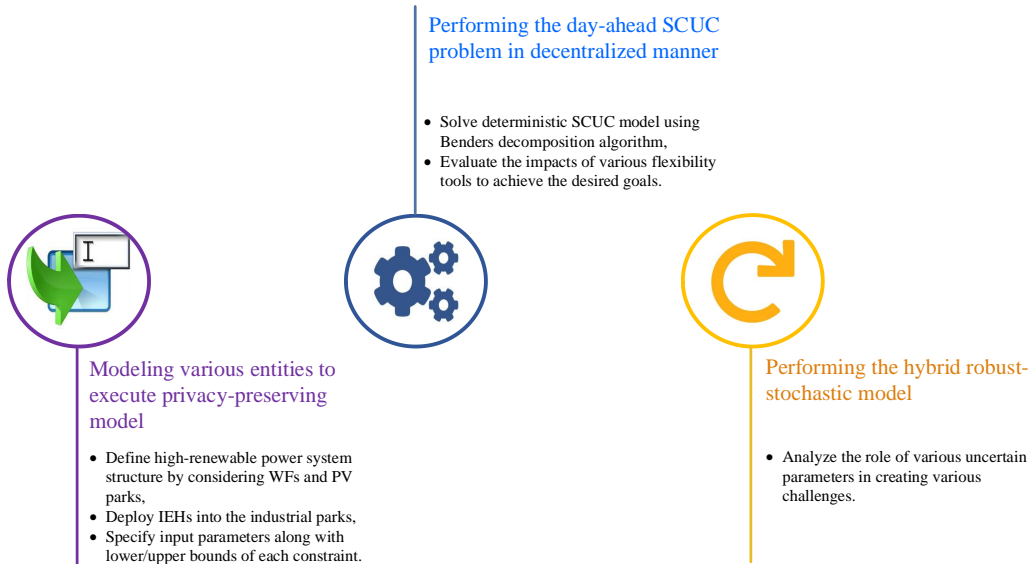 Performing the day-ahead SCUC
problem in decentralized manner
• Solve deterministic SCUC model using
Benders decomposition algorithm,
• Evaluate the impacts of various flexibility
tools to achieve the desired goals.
I
Modeling various entities to
execute privacy-preserving
model
• Define high-renewable power system
structure by considering WFs and PV
parks,
• Deploy IEHs into the industrial parks,
• Specify input parameters along with
lower/upper bounds of each constraint.
Performing the hybrid robust-
stochastic model
• Analyze the role of various uncertain
parameters in creating various
challenges.